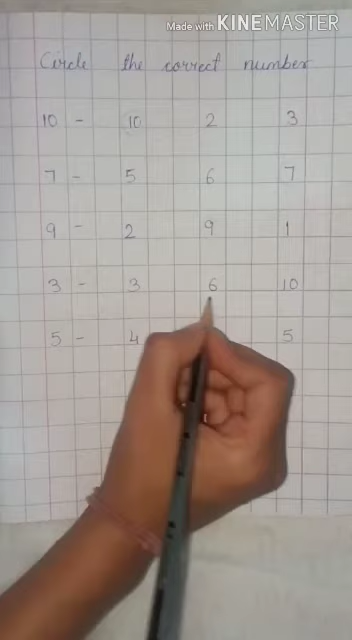 Made with KINEMASTER
Circle the correct number
10 - 10 2 3
7 - 5 6 7
9 - 2 9 1
3 - 3 6 10
5 - 4 5